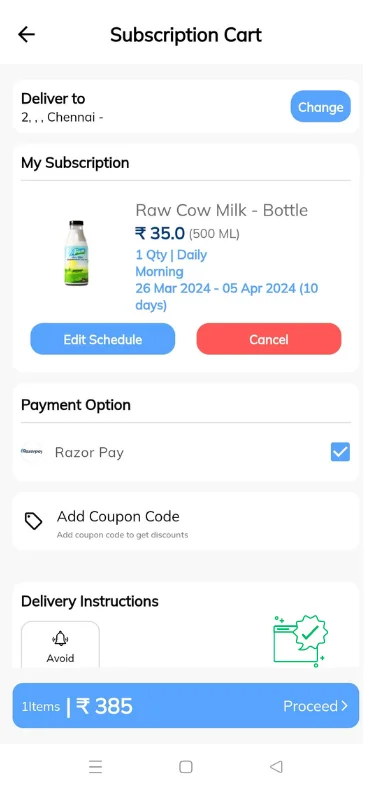 Subscription Cart
Deliver to
2, , , Chennai -
Change
My Subscription
Raw Cow Milk - Bottle
₹ 35.0 (500 ML)
1 Qty | Daily
Morning
26 Mar 2024 - 05 Apr 2024 (10
days)
Edit Schedule
Cancel
Payment Option
Razorpay
Razor Pay
Add Coupon Code
Add coupon code to get discounts
Delivery Instructions
Avoid
1Items | ₹ 385
Proceed